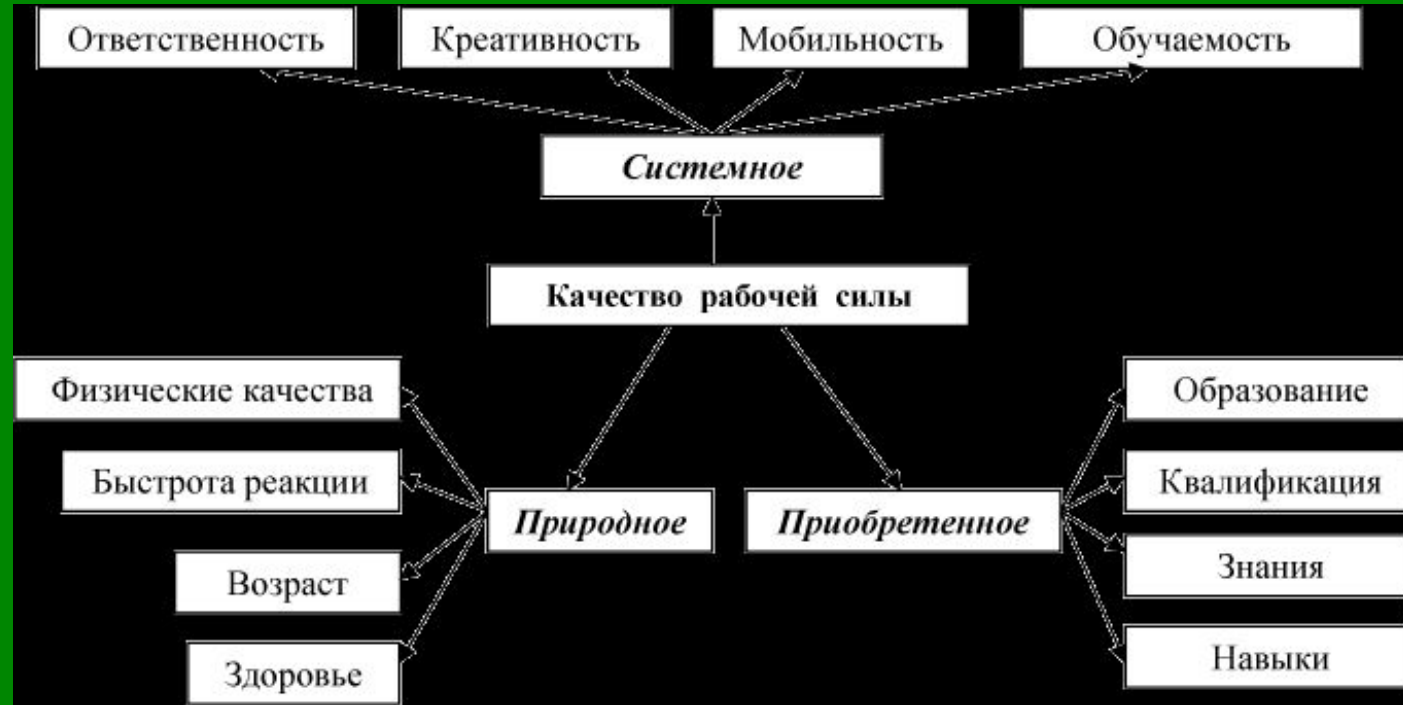 Ответственность
Креативность
Мобильность
Обучаемость
Системное
Качество рабочей силы
Физические качества
Быстрота реакции
Возраст
Здоровье
Природное
Приобретенное
Образование
Квалификация
Знания
Навыки